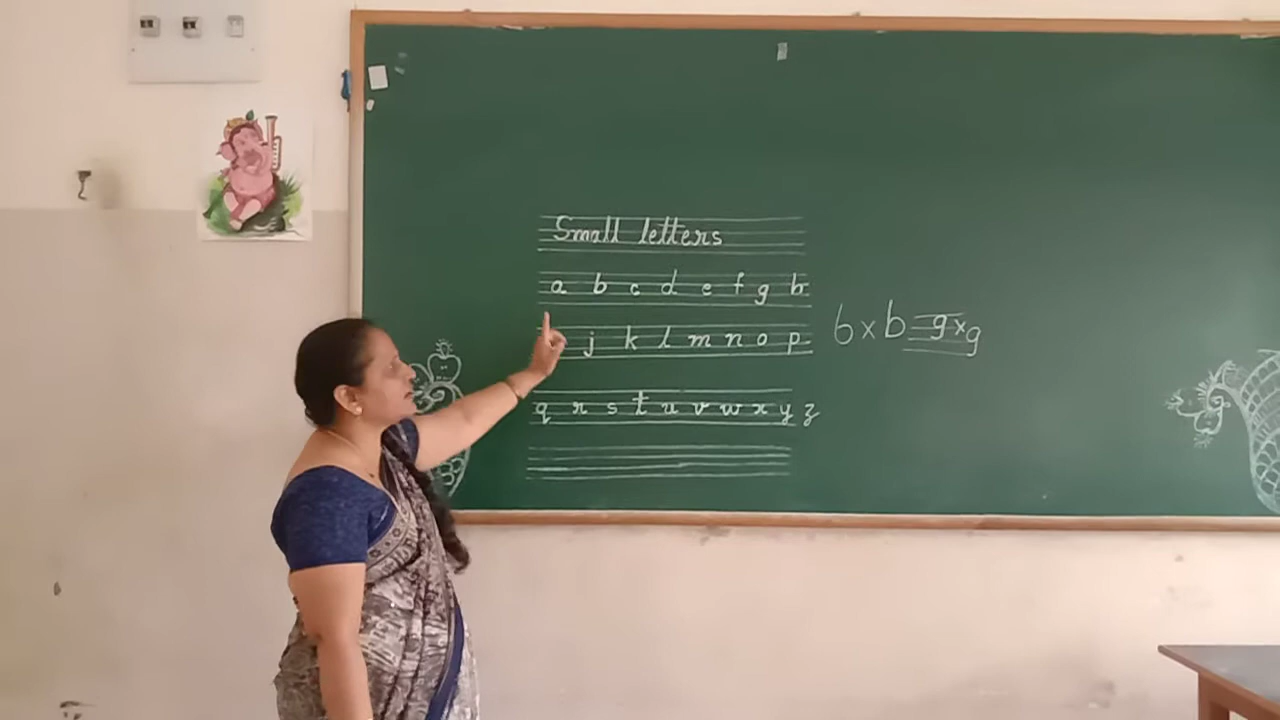 Small letters
a b c d e f g h
j k l m n o p
q r s t u v w x y z
6 x b g x g